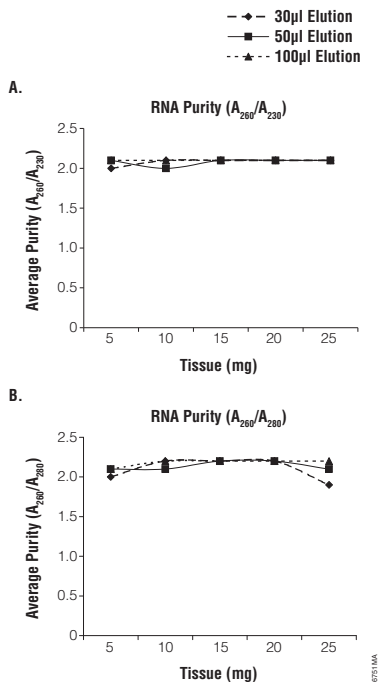 30µl Elution
50µl Elution
100µl Elution
A.
RNA Purity (A260/A230)
Average Purity (A260/A230)
2.5
2.0
1.5
1.0
0.5
0
5 10 15 20 25
Tissue (mg)
B.
RNA Purity (A260/A280)
Average Purity (A260/A280)
2.5
2.0
1.5
1.0
0.5
0
5 10 15 20 25
Tissue (mg)
6751MA